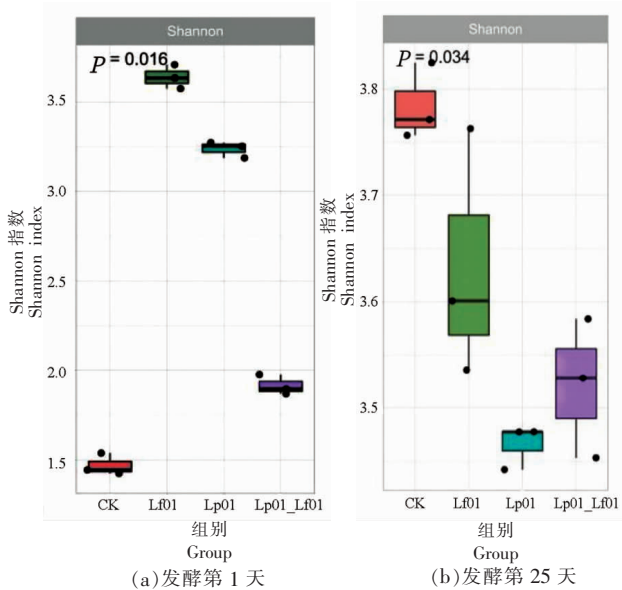 Shannon
P = 0.016
3.5
3.0
2.5
2.0
1.5
Shannon 指数
Shannon index
CK
Lf01
Lp01
Lp01_Lf01
组别
Group
(a)发酵第 1 天
Shannon
P = 0.034
3.8
3.7
3.6
3.5
Shannon 指数
Shannon index
CK
Lf01
Lp01
Lp01_Lf01
组别
Group
(b)发酵第 25 天